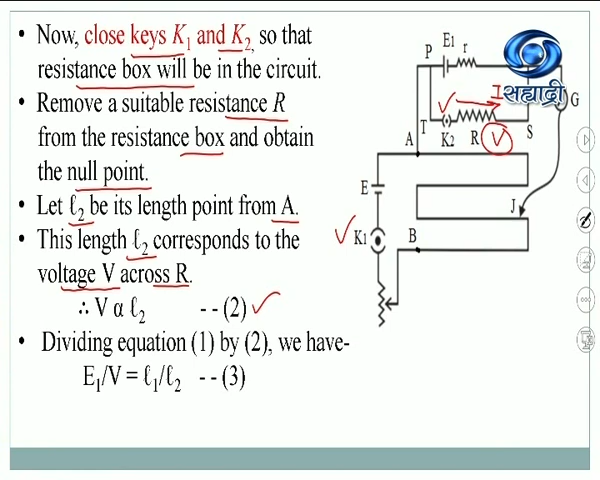 • Now, close keys K₁ and K₂, so that
resistance box will be in the circuit.
• Remove a suitable resistance R
from the resistance box and obtain
the null point.
• Let ℓ₂ be its length point from A.
• This length ℓ₂ corresponds to the
voltage V across R.
∴ V α ℓ₂ - - (2)
• Dividing equation (1) by (2), we have-
E₁/V = ℓ₁/ℓ₂ - - (3)
P E₁ r
I सह्याद्री
G
T K2 R V S
A
E
J
K1 B